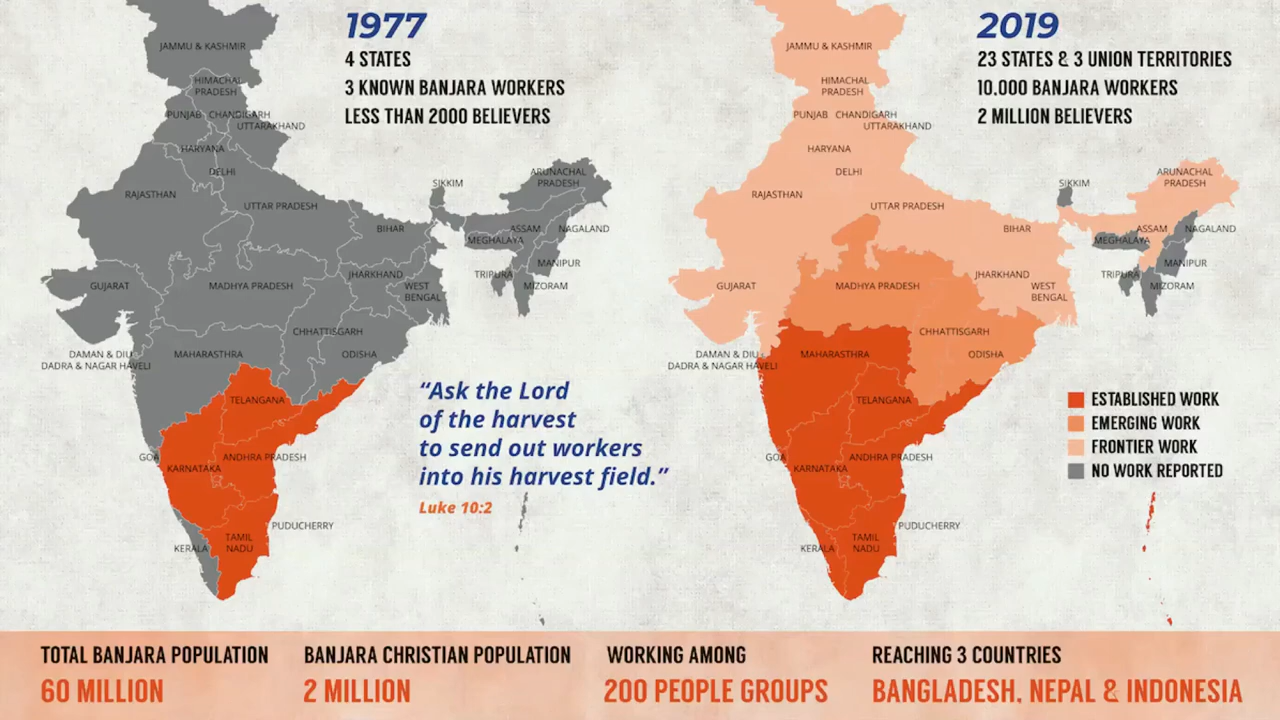 1977
4 STATES
3 KNOWN BANJARA WORKERS
LESS THAN 2000 BELIEVERS
JAMMU & KASHMIR
HIMACHAL
PRADESH
PUNJAB
CHANDIGARH
UTTARAKHAND
HARYANA
DELHI
RAJASTHAN
UTTAR PRADESH
SIKKIM
ARUNACHAL
PRADESH
BIHAR
ASSAM
NAGALAND
MEGHALAYA
MANIPUR
TRIPURA
MIZORAM
GUJARAT
MADHYA PRADESH
JHARKHAND
WEST
BENGAL
CHHATTISGARH
DAMAN & DIU
DADRA & NAGAR HAVELI
MAHARASTHRA
ODISHA
TELANGANA
GOA
KARNATAKA
ANDHRA PRADESH
PUDUCHERRY
KERALA
TAMIL
NADU
“Ask the Lord
of the harvest
to send out workers
into his harvest field.”
Luke 10:2
2019
23 STATES & 3 UNION TERRITORIES
10.000 BANJARA WORKERS
2 MILLION BELIEVERS
JAMMU & KASHMIR
HIMACHAL
PRADESH
PUNJAB
CHANDIGARH
UTTARAKHAND
HARYANA
DELHI
RAJASTHAN
UTTAR PRADESH
SIKKIM
ARUNACHAL
PRADESH
BIHAR
ASSAM
NAGALAND
MEGHALAYA
MANIPUR
TRIPURA
MIZORAM
GUJARAT
MADHYA PRADESH
JHARKHAND
WEST
BENGAL
CHHATTISGARH
DAMAN & DIU
DADRA & NAGAR HAVELI
MAHARASTHRA
ODISHA
TELANGANA
GOA
KARNATAKA
ANDHRA PRADESH
PUDUCHERRY
KERALA
TAMIL
NADU
ESTABLISHED WORK
EMERGING WORK
FRONTIER WORK
NO WORK REPORTED
TOTAL BANJARA POPULATION
60 MILLION
BANJARA CHRISTIAN POPULATION
2 MILLION
WORKING AMONG
200 PEOPLE GROUPS
REACHING 3 COUNTRIES
BANGLADESH, NEPAL & INDONESIA